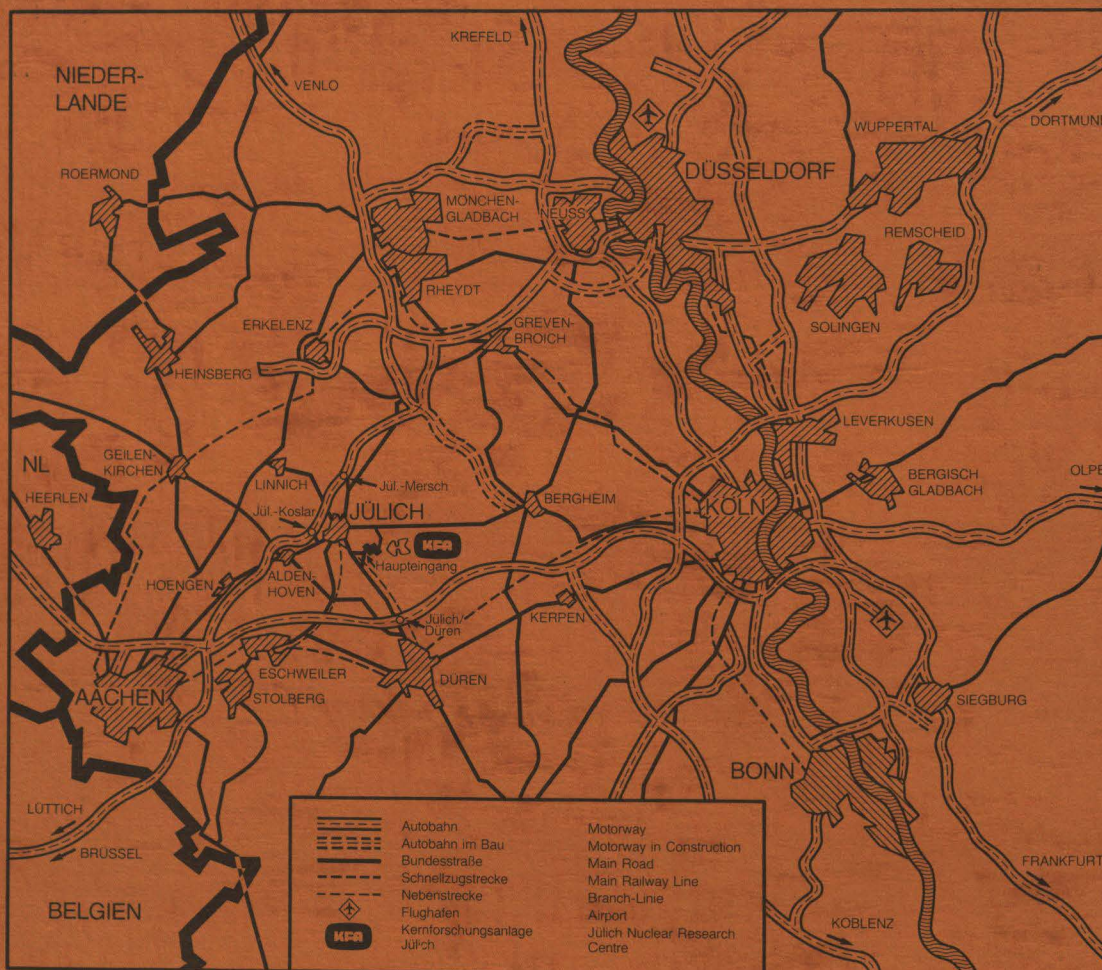 KREFELD
NIEDER-
LANDE
VENLO
DORTMUND
WUPPERTAL
ROERMOND
DÜSSELDORF
MÖNCHEN-
GLADBACH
NEUSS
REMSCHEID
RHEYDT
ERKELENZ
GREVEN-
BROICH
SOLINGEN
HEINSBERG
LEVERKUSEN
GEILEN-
KIRCHEN
NL
HEERLEN
LINNICH
Jül.-Mersch
BERGHEIM
BERGISCH
GLADBACH
OLPE
Jül.-Koslar
JÜLICH
KÖLN
KFA
Haupteingang
HOENGEN
ALDEN-
HOVEN
KERPEN
Jülich/
Düren
ESCHWEILER
DÜREN
AACHEN
STOLBERG
SIEGBURG
BONN
LÜTTICH
BRÜSSEL
FRANKFURT
BELGIEN
KOBLENZ
Autobahn Motorway
Autobahn im Bau Motorway in Construction
Bundesstraße Main Road
Schnellzugstrecke Main Railway Line
Nebenstrecke Branch-Linie
Flughafen Airport
KFA Kernforschungsanlage Jülich Nuclear Research
Jülich Centre